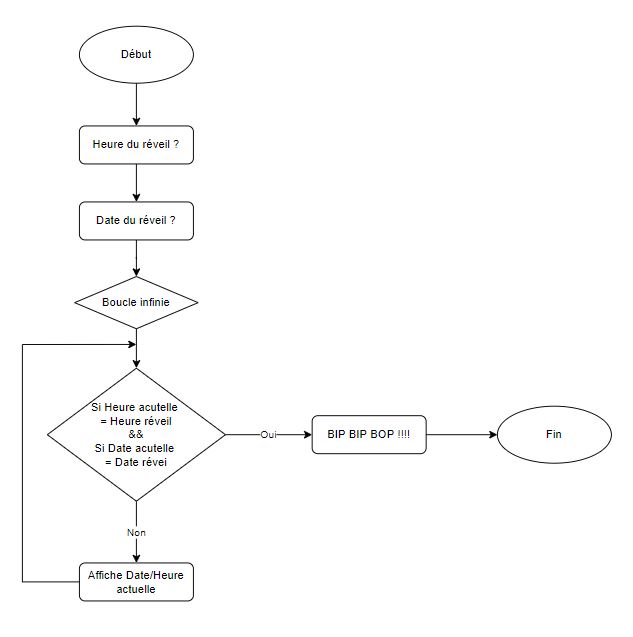 Début
Heure du réveil ?
Date du réveil ?
Boucle infinie
Si Heure acutelle
= Heure réveil
&&
Si Date acutelle
= Date révei
Oui
BIP BIP BOP !!!!
Fin
Non
Affiche Date/Heure
actuelle